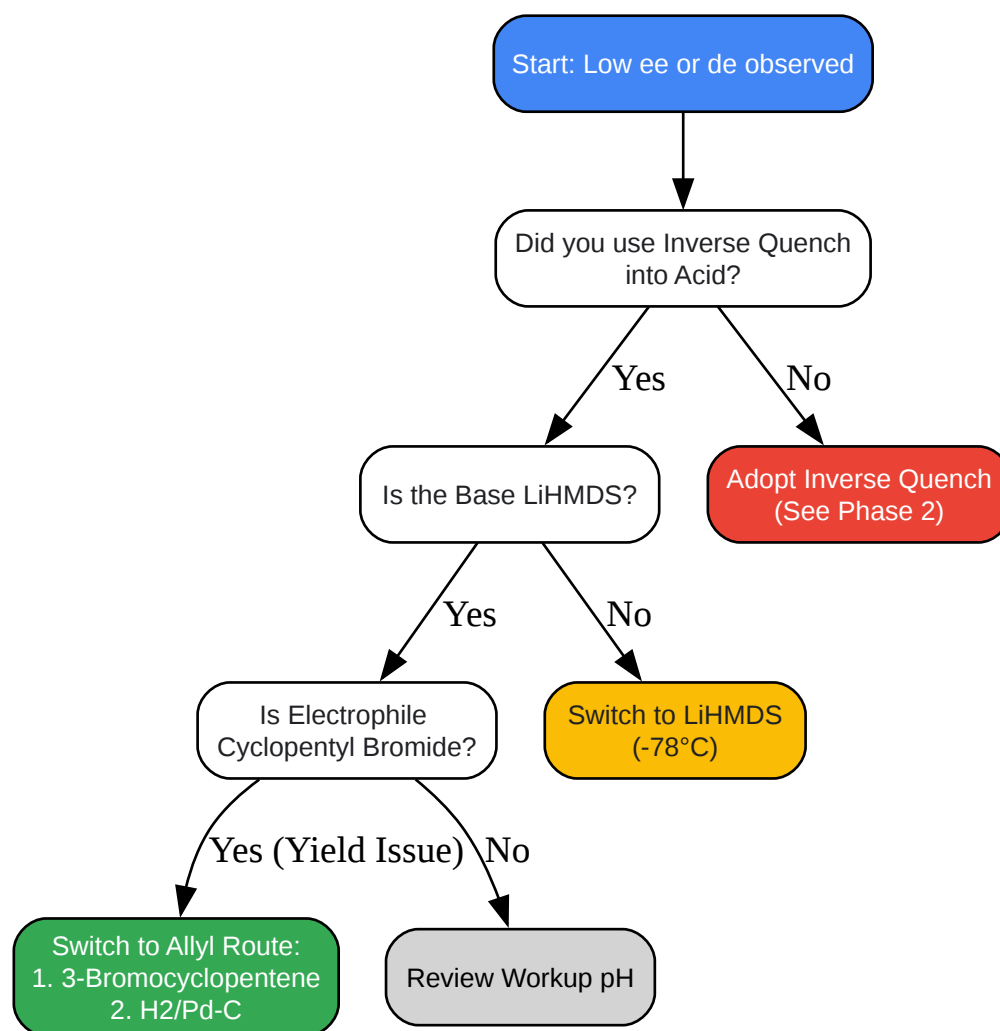 Start: Low ee or de observed
Did you use Inverse Quench
into Acid?
Yes
No
Is the Base LiHMDS?
Adopt Inverse Quench
(See Phase 2)
Yes
No
Is Electrophile
Cyclopentyl Bromide?
Switch to LiHMDS
(-78°C)
Yes (Yield Issue)
No
Switch to Allyl Route:
1. 3-Bromocyclopentene
2. H2/Pd-C
Review Workup pH